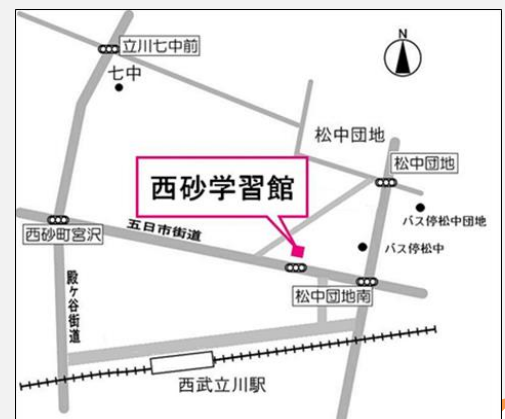 立川七中前
七中
N
松中団地
松中団地
西砂学習館
バス停松中団地
五日市街道
西砂町宮沢
バス停松中
松中団地南
殿ヶ谷街道
西武立川駅